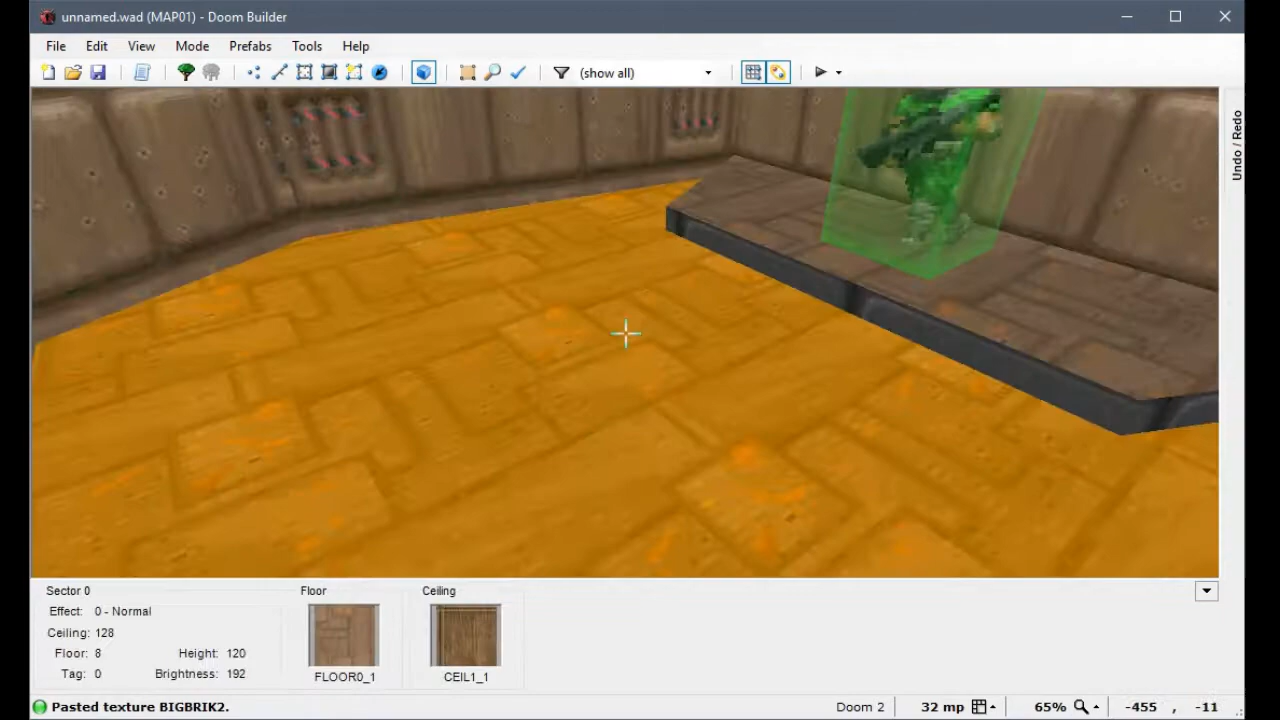 unnamed.wad (MAP01) - Doom Builder
File Edit View Mode Prefabs Tools Help
(show all)
Undo / Redo
Sector 0
Effect: 0 - Normal
Ceiling: 128
Floor: 8 Height: 120
Tag: 0 Brightness: 192
Floor
FLOOR0_1
Ceiling
CEIL1_1
Pasted texture BIGBRIK2. Doom 2 32 mp 65% -455 , -11